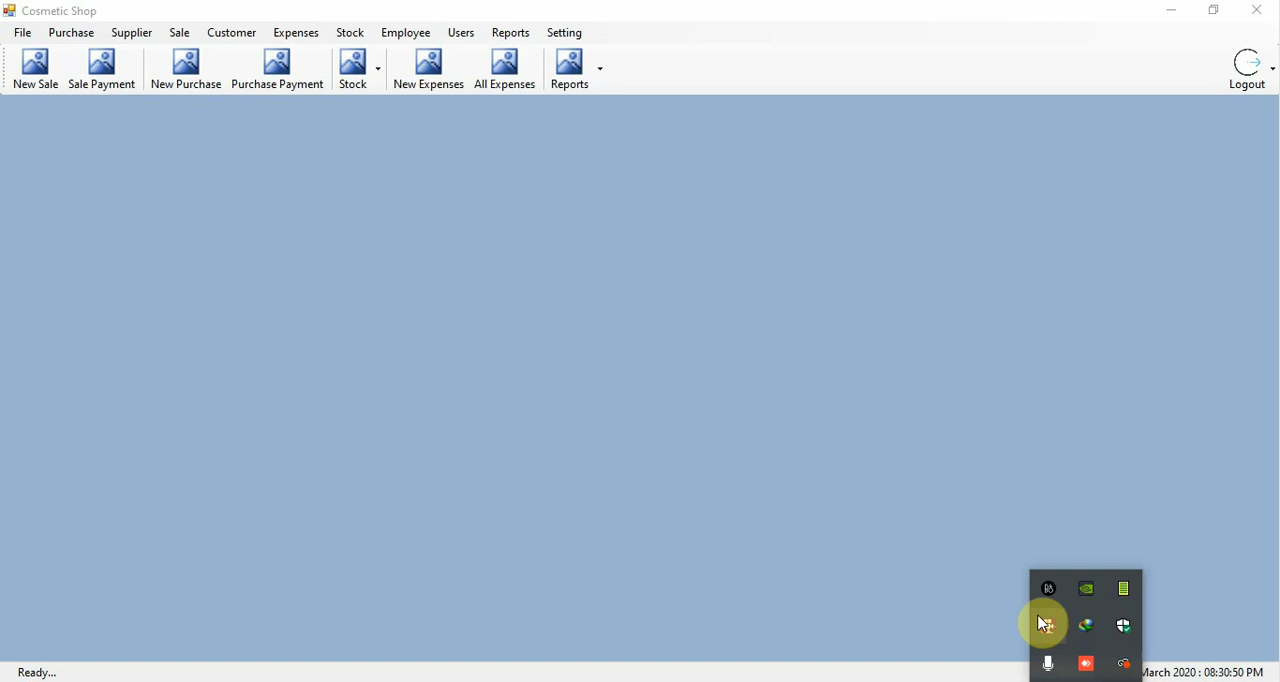 Cosmetic Shop
File Purchase Supplier Sale Customer Expenses Stock Employee Users Reports Setting
New Sale Sale Payment New Purchase Purchase Payment Stock New Expenses All Expenses Reports Logout
Ready... March 2020 : 08:30:50 PM